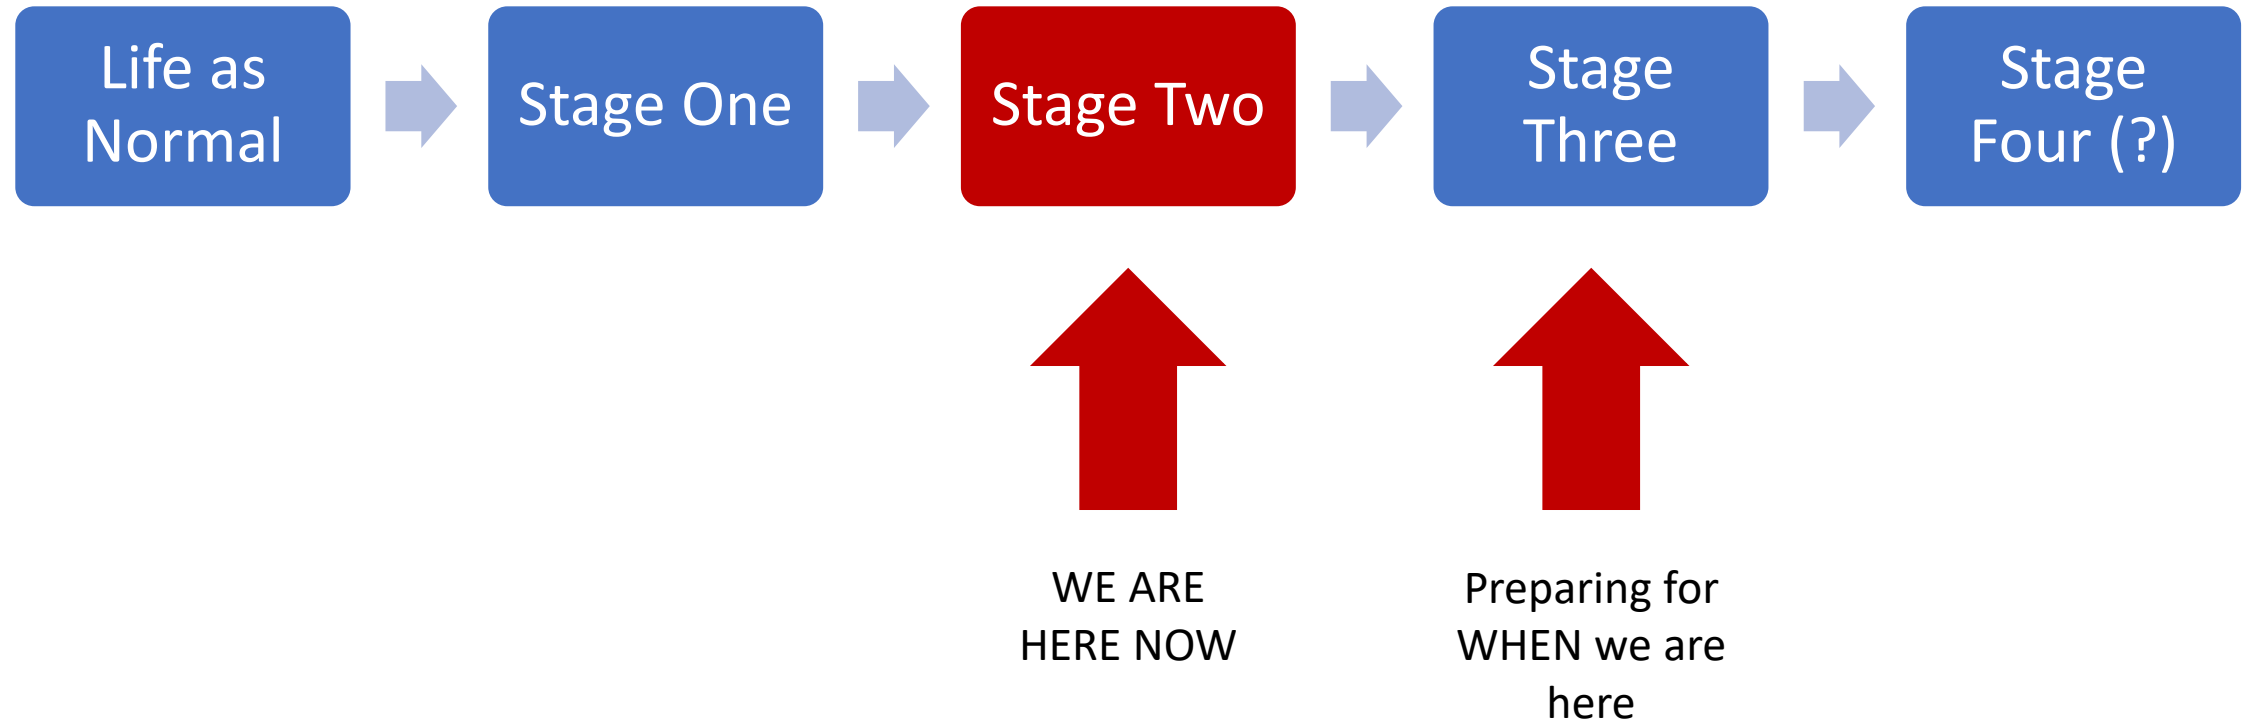 Life as
Normal
Stage One
Stage Two
Stage
Three
Stage
Four (?)
WE ARE
HERE NOW
Preparing for
WHEN we are
here